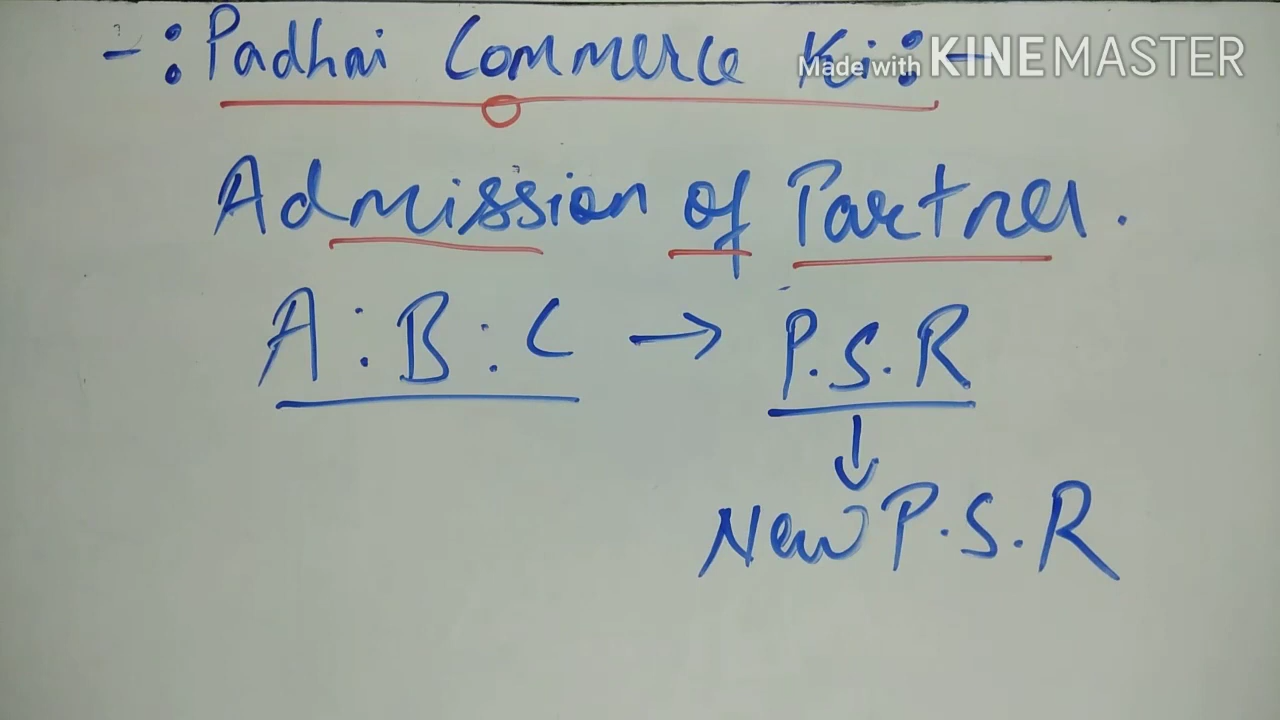 -: Padhai Commerce Ki :-
Made with KINEMASTER
Admission of Partner.
A : B : C → P.S.R
↓
New P.S.R